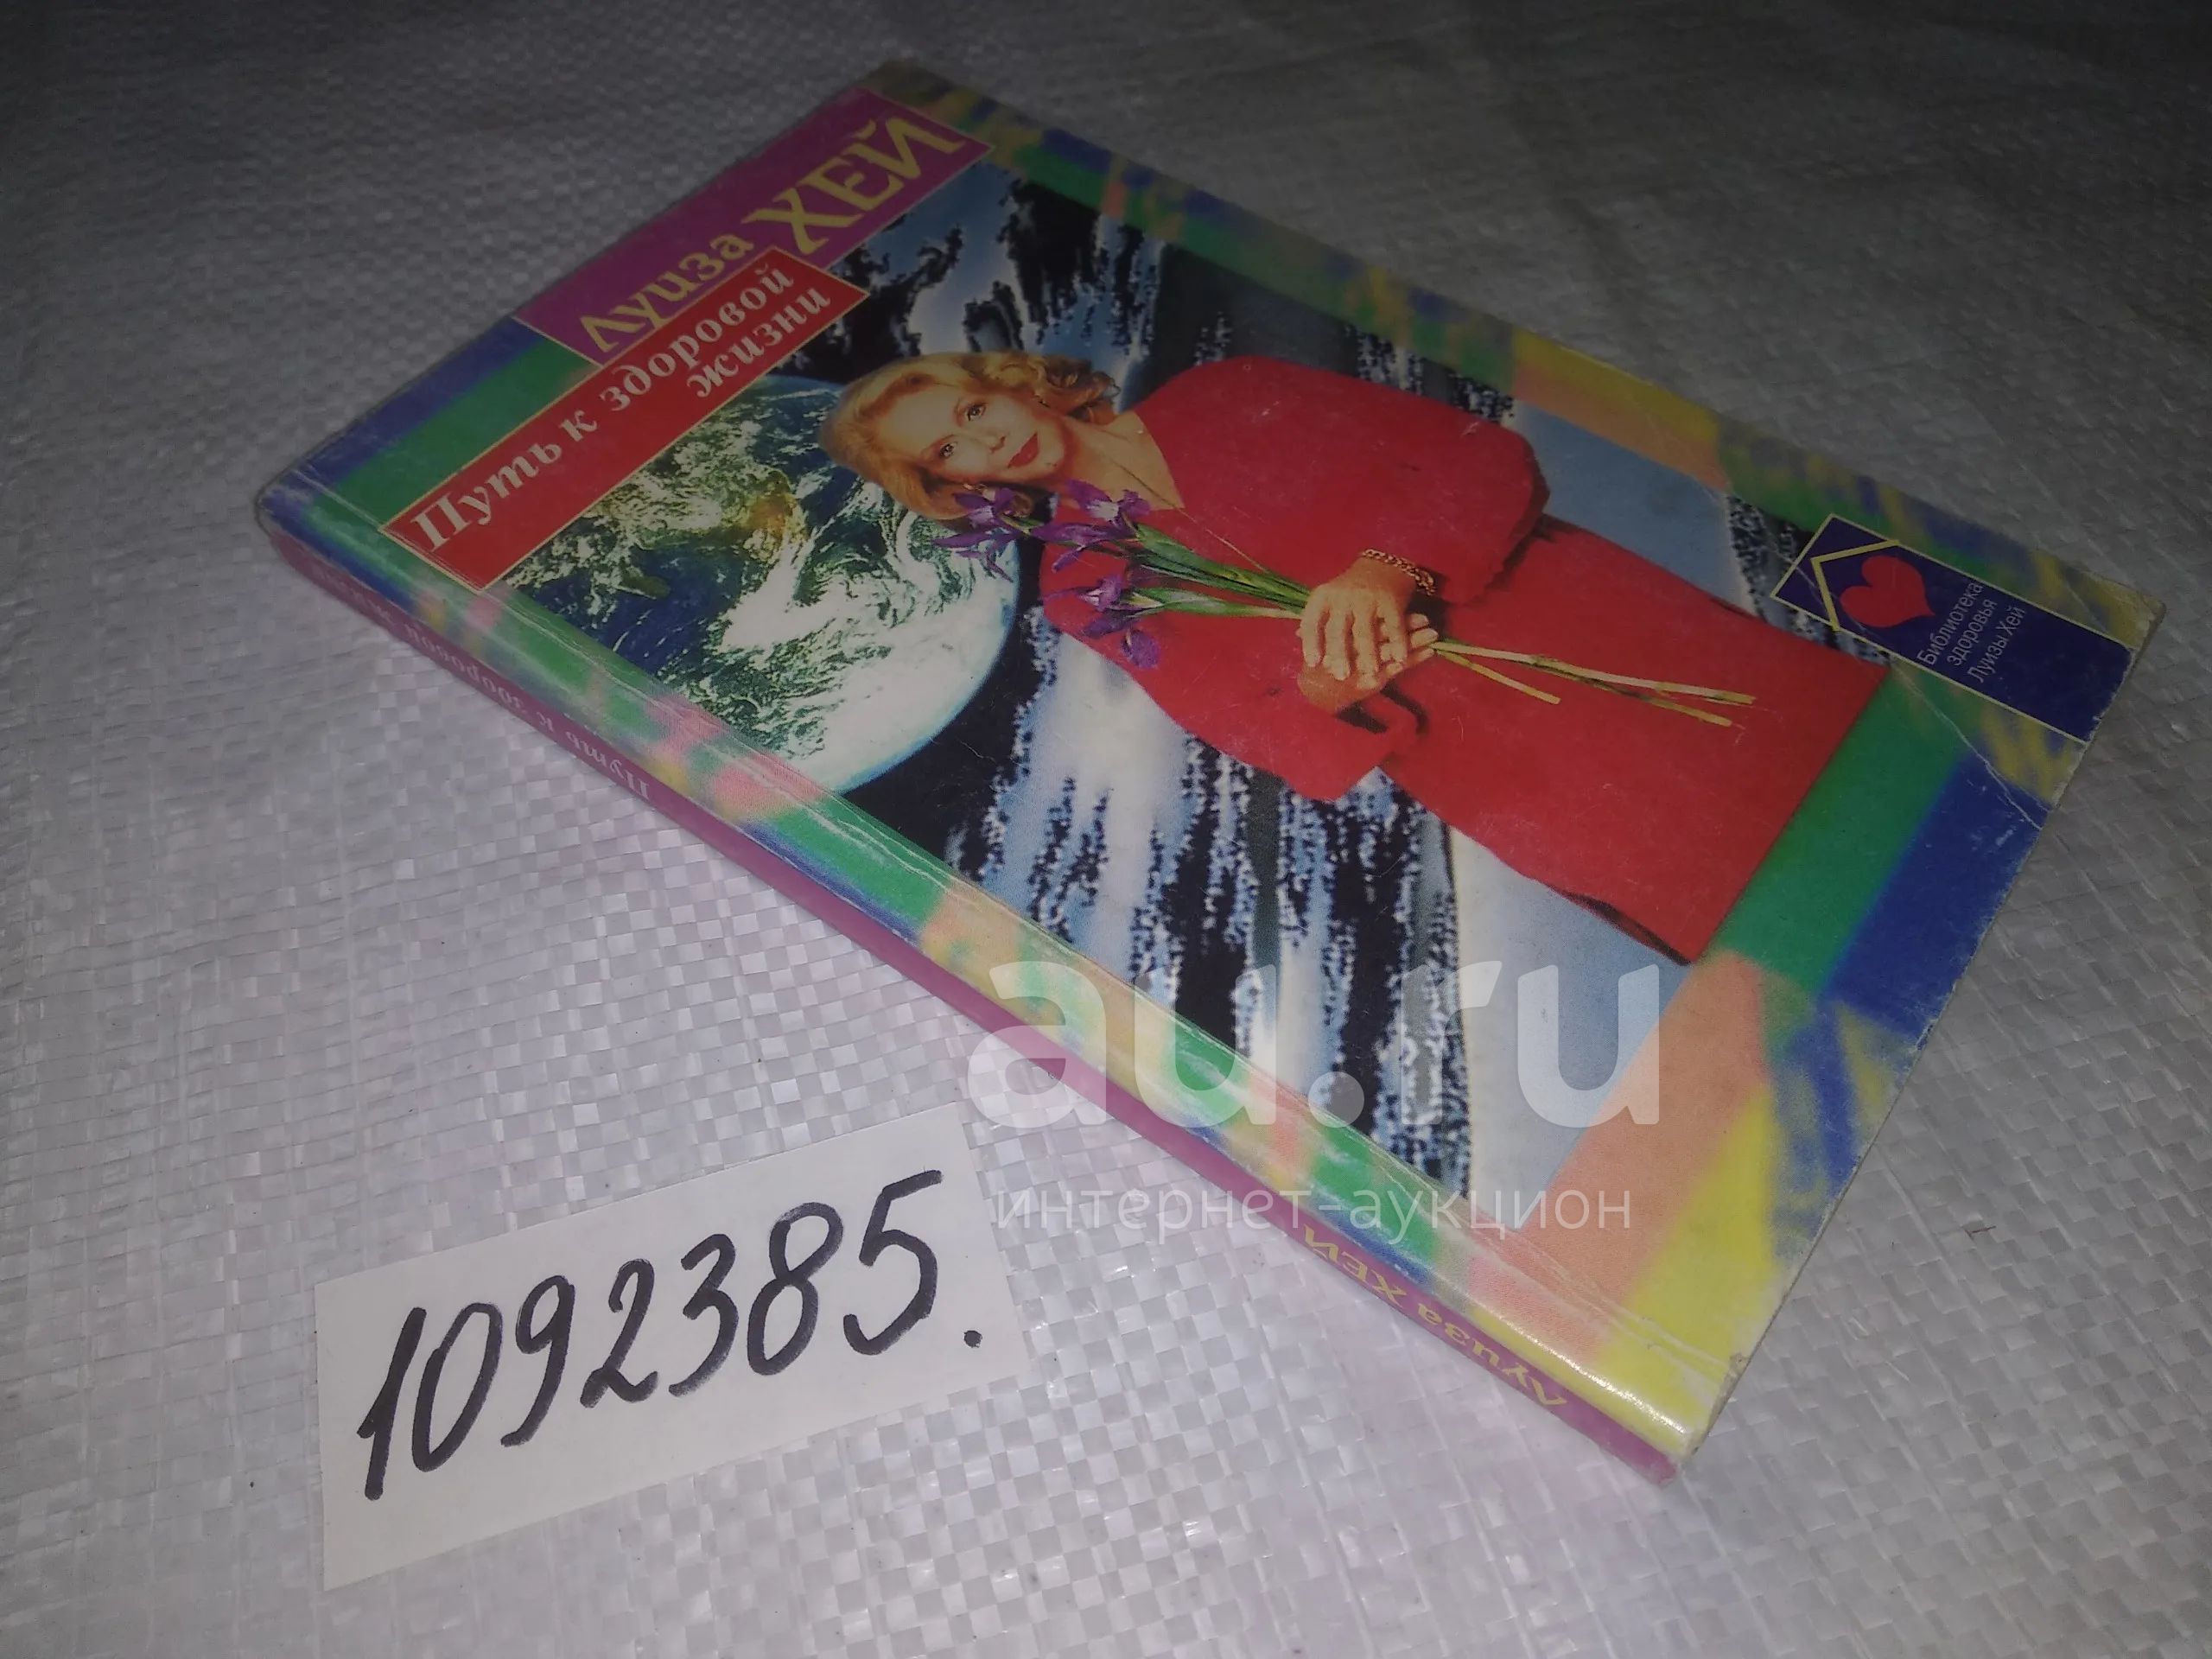 Луиза ХЕЙ
Путь к здоровой
жизни
Библиотека
здоровья
Луизы Хей
Путь к здоровой жизни
Луиза ХЕЙ
au.ru
интернет-аукцион
1092385.